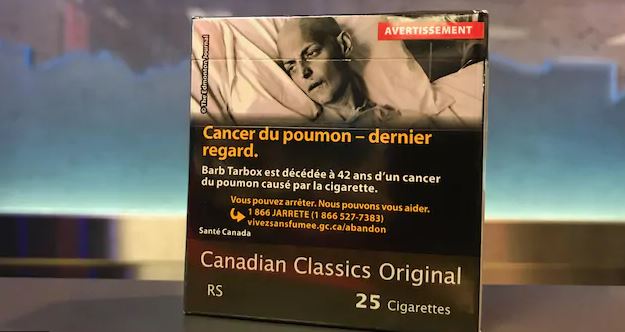 AVERTISSEMENT
© The Edmonton Journal
Cancer du poumon – dernier
regard.
Barb Tarbox est décédée à 42 ans d'un cancer
du poumon causé par la cigarette.
Vous pouvez arrêter. Nous pouvons vous aider.
1 866 JARRETE (1 866 527-7383)
vivezsansfumee.gc.ca/abandon
Santé Canada
Canadian Classics Original
RS
25 Cigarettes